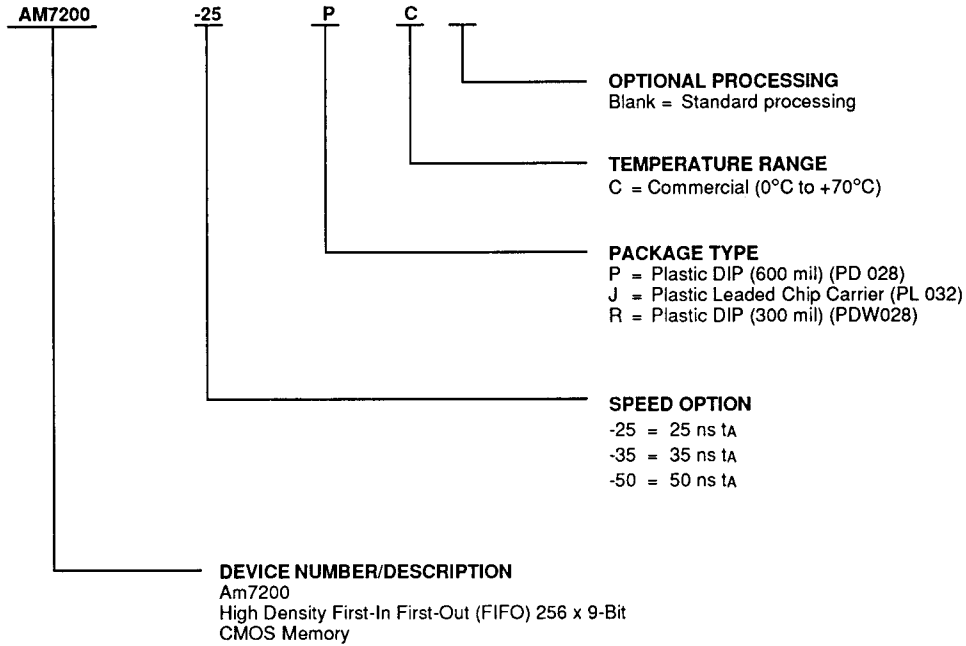 AM7200 -25 P C
OPTIONAL PROCESSING
Blank = Standard processing
TEMPERATURE RANGE
C = Commercial (0°C to +70°C)
PACKAGE TYPE
P = Plastic DIP (600 mil) (PD 028)
J = Plastic Leaded Chip Carrier (PL 032)
R = Plastic DIP (300 mil) (PDW028)
SPEED OPTION
-25 = 25 ns tA
-35 = 35 ns tA
-50 = 50 ns tA
DEVICE NUMBER/DESCRIPTION
Am7200
High Density First-In First-Out (FIFO) 256 x 9-Bit
CMOS Memory